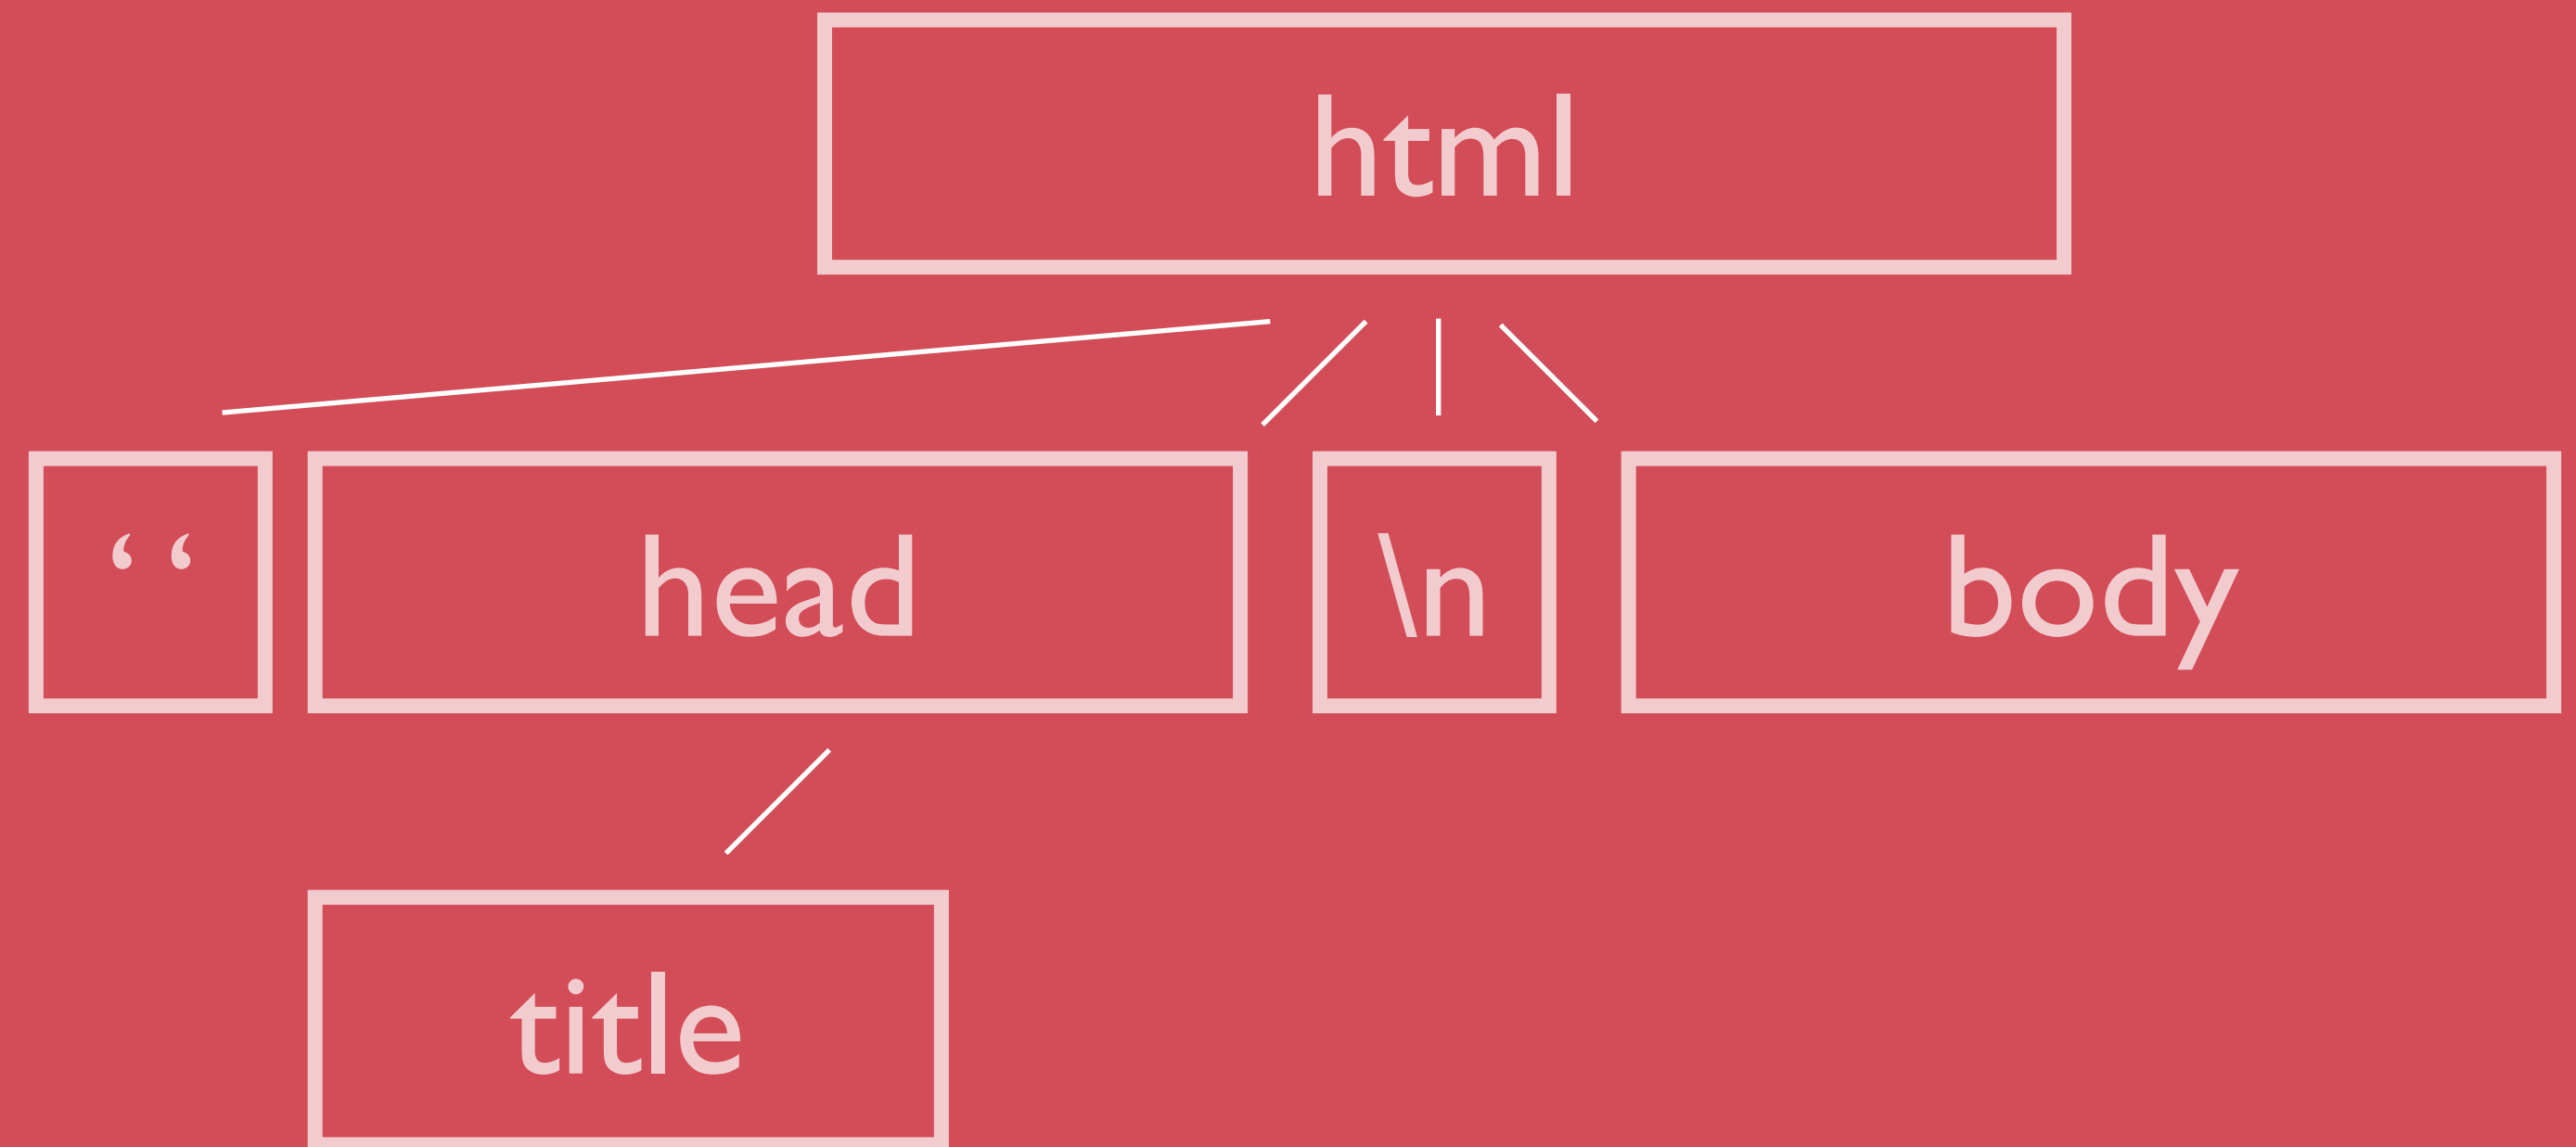 html
‘ ‘
head
\n
body
title